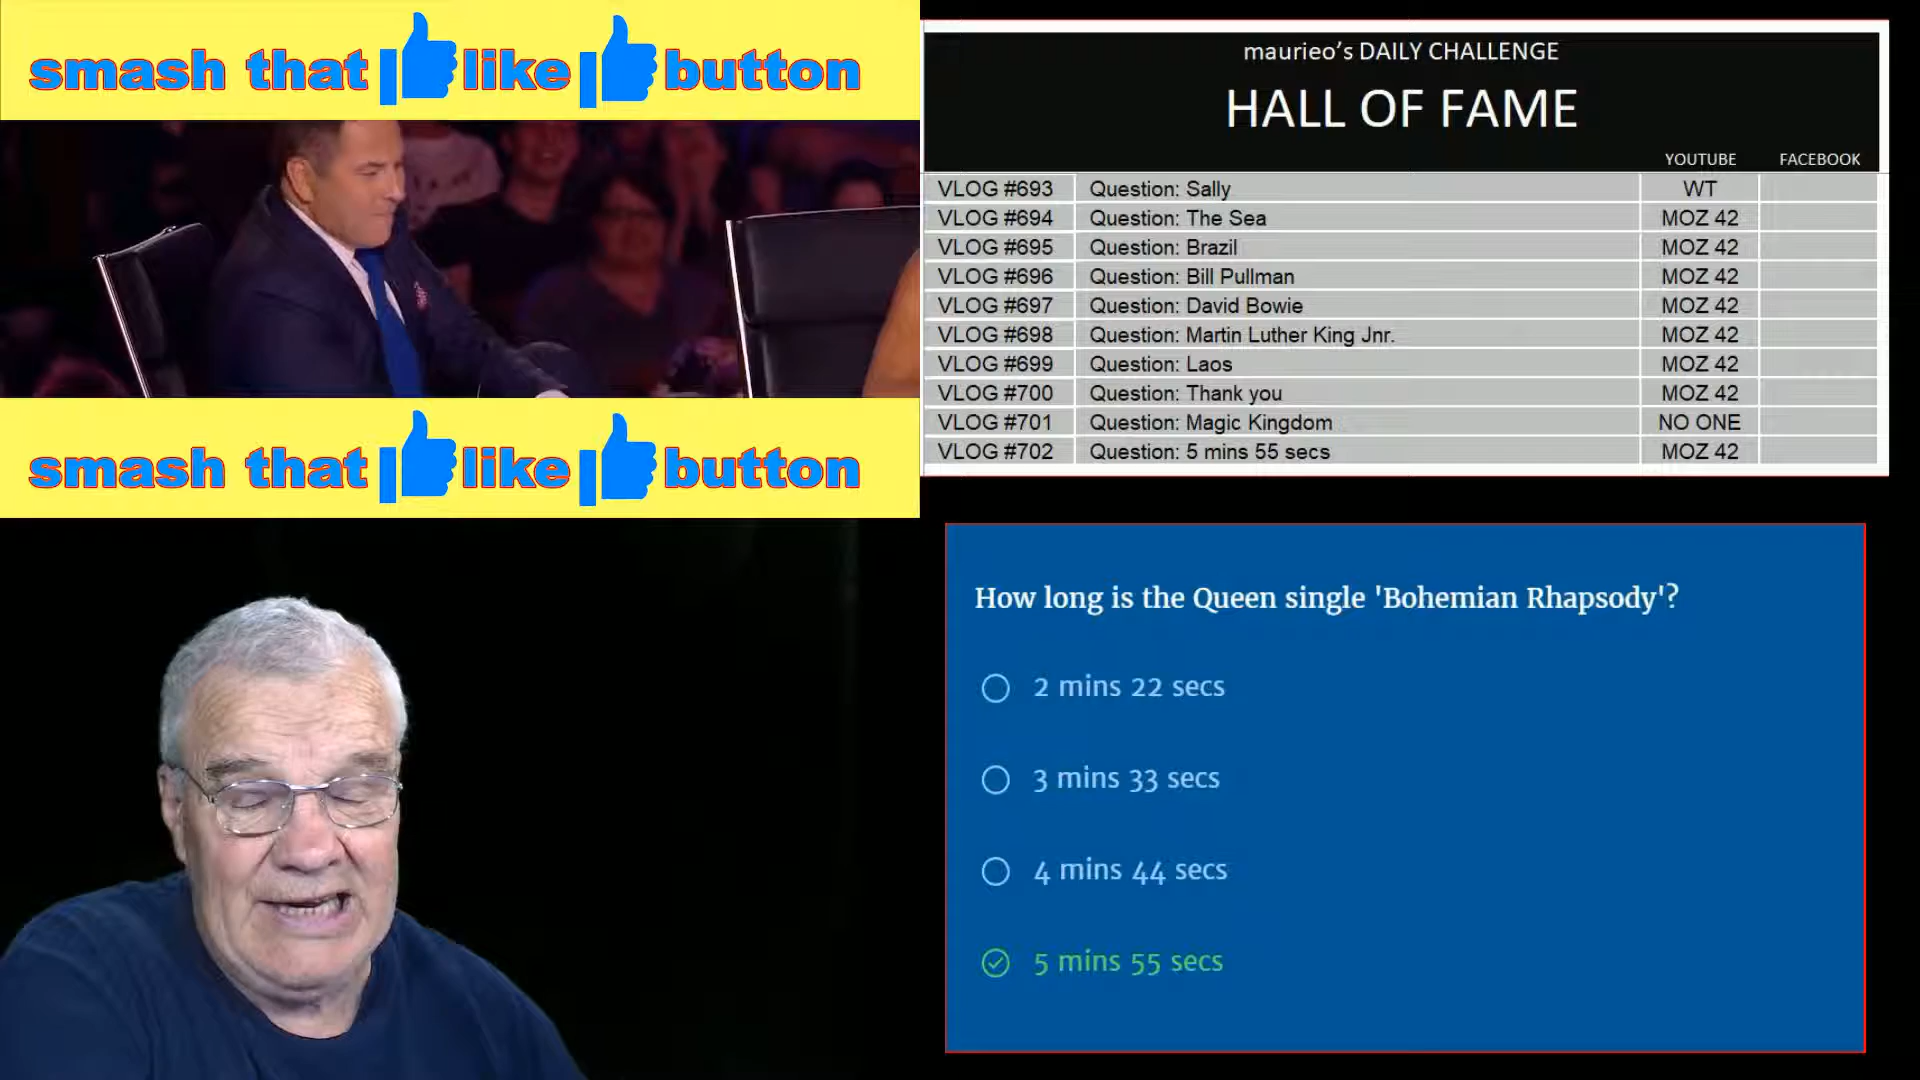 smash that like button
smash that like button
maurieo's DAILY CHALLENGE
HALL OF FAME
YOUTUBE FACEBOOK
VLOG #693 Question: Sally WT
VLOG #694 Question: The Sea MOZ 42
VLOG #695 Question: Brazil MOZ 42
VLOG #696 Question: Bill Pullman MOZ 42
VLOG #697 Question: David Bowie MOZ 42
VLOG #698 Question: Martin Luther King Jnr. MOZ 42
VLOG #699 Question: Laos MOZ 42
VLOG #700 Question: Thank you MOZ 42
VLOG #701 Question: Magic Kingdom NO ONE
VLOG #702 Question: 5 mins 55 secs MOZ 42
How long is the Queen single 'Bohemian Rhapsody'?
2 mins 22 secs
3 mins 33 secs
4 mins 44 secs
5 mins 55 secs